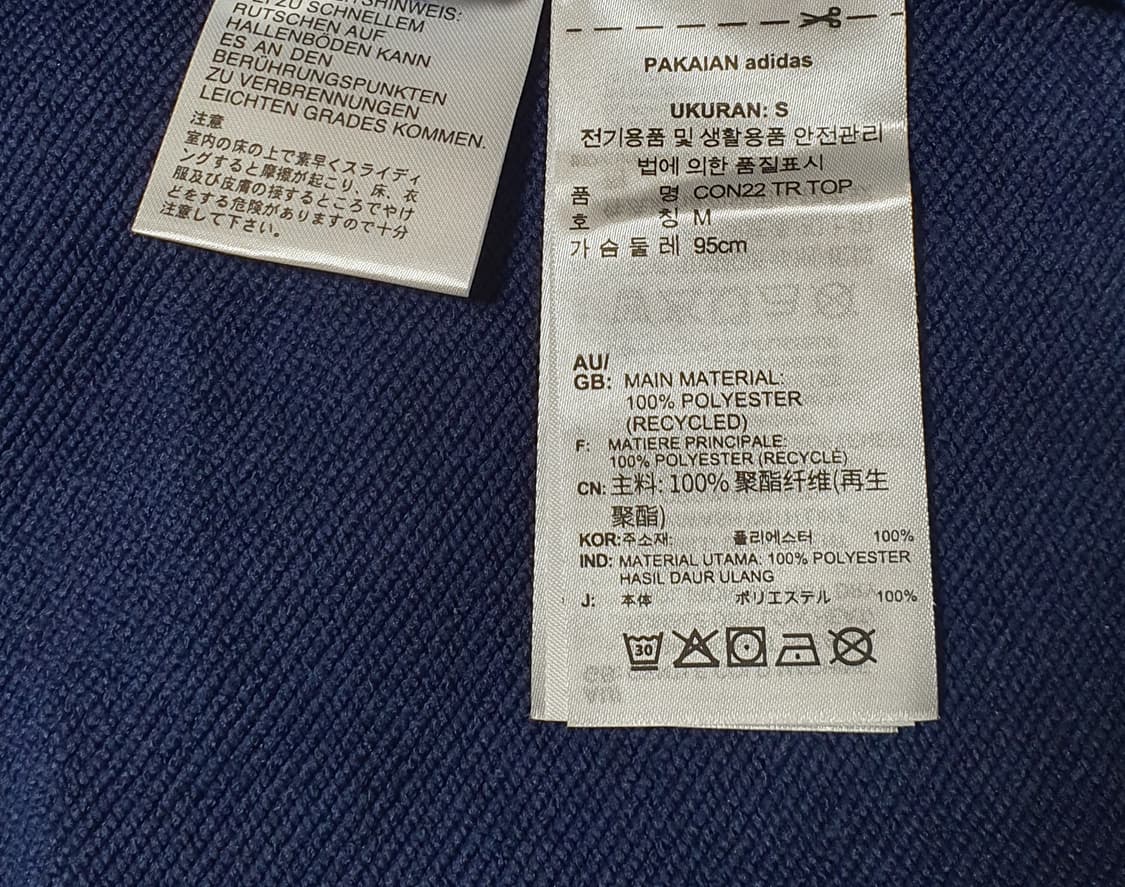 ZU SCHNELLEM
RUTSCHEN AUF
HALLENBÖDEN KANN
ES AN DEN
BERÜHRUNGSPUNKTEN
ZU VERBRENNUNGEN
LEICHTEN GRADES KOMMEN.
注意
室内の床の上で素早くスライディ
ングすると摩擦が起こり、床、衣
服及び皮膚の接するところでやけ
どをする危険がありますので十分
注意して下さい。
PAKAIAN adidas
UKURAN: S
전기용품 및 생활용품 안전관리
법에 의한 품질표시
품 명 CON22 TR TOP
호 칭 M
가 슴 둘 레 95cm
AU/
GB: MAIN MATERIAL:
100% POLYESTER
(RECYCLED)
F: MATIERE PRINCIPALE:
100% POLYESTER (RECYCLÉ)
CN: 主料: 100% 聚酯纤维(再生
聚酯)
KOR:주소재: 폴리에스터 100%
IND: MATERIAL UTAMA: 100% POLYESTER
HASIL DAUR ULANG
J: 本体 ポリエステル 100%
30